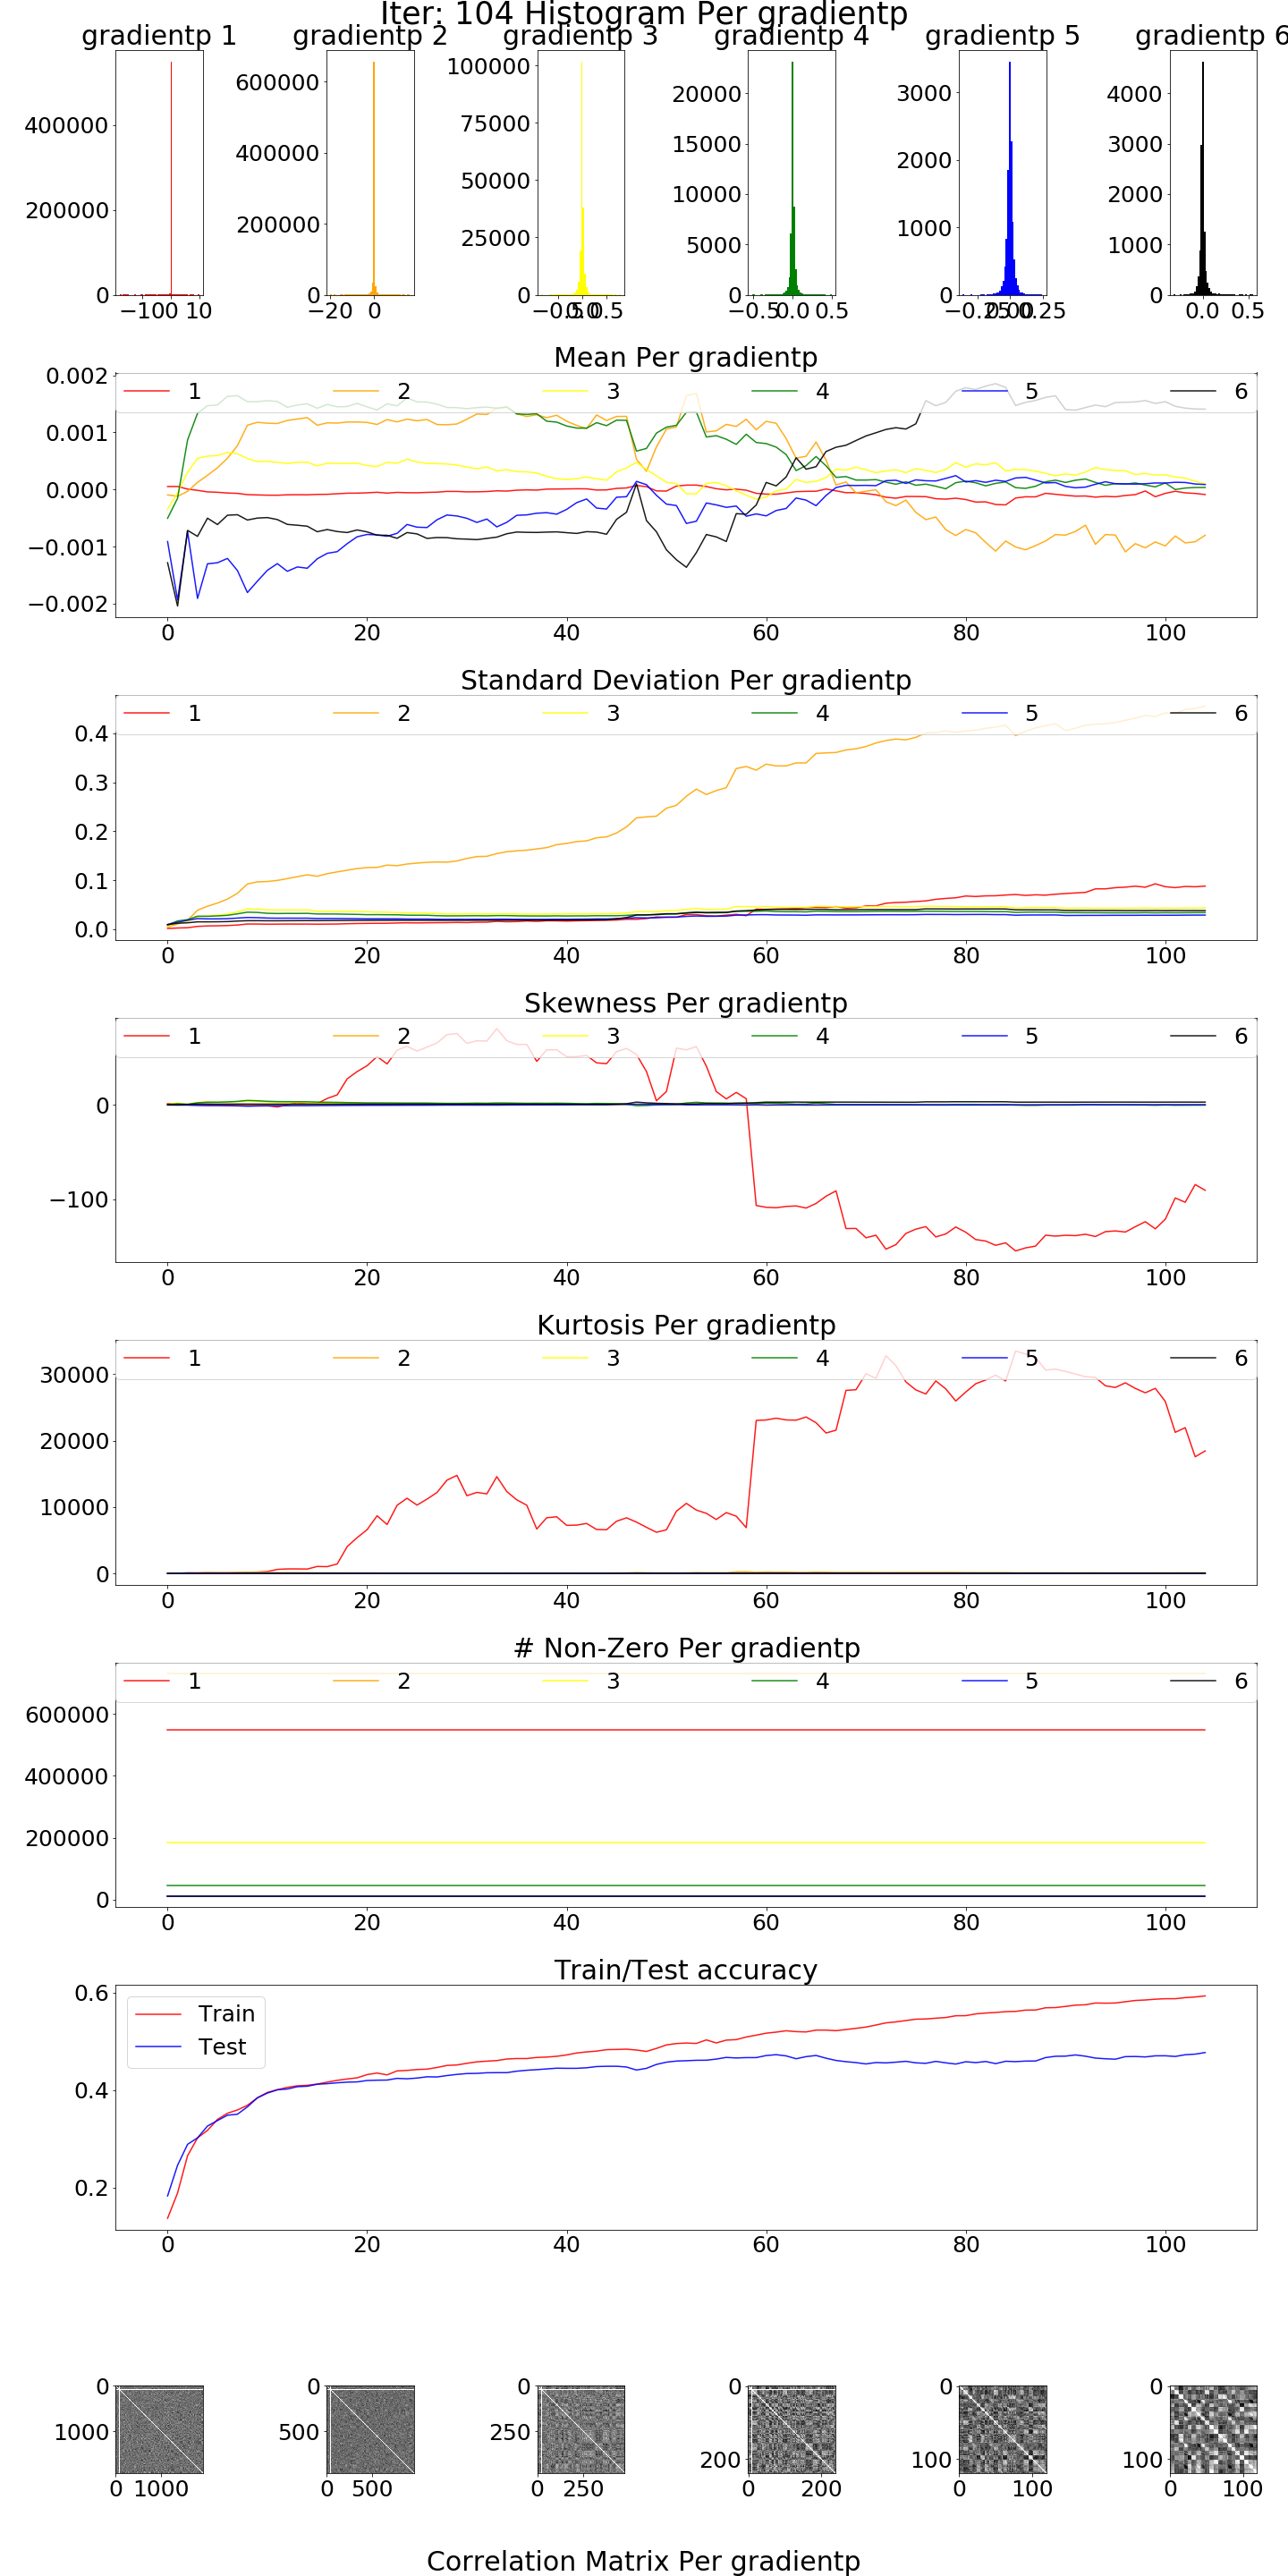 Iter: 104 Histogram Per gradientp
gradientp 1 gradientp 2 gradientp 3 gradientp 4 gradientp 5 gradientp 6
400000
200000
0
−100 10
600000
400000
200000
0
−20 0
100000
75000
50000
25000
0
−0.5 0.0 0.5
20000
15000
10000
5000
0
−0.5 0.0 0.5
3000
2000
1000
0
−0.25 0.00 0.25
4000
3000
2000
1000
0
0.0 0.5
Mean Per gradientp
1 2 3 4 5 6
0.002
0.001
0.000
−0.001
−0.002
0 20 40 60 80 100
Standard Deviation Per gradientp
1 2 3 4 5 6
0.4
0.3
0.2
0.1
0.0
0 20 40 60 80 100
Skewness Per gradientp
1 2 3 4 5 6
0
−100
0 20 40 60 80 100
Kurtosis Per gradientp
1 2 3 4 5 6
30000
20000
10000
0
0 20 40 60 80 100
# Non-Zero Per gradientp
1 2 3 4 5 6
600000
400000
200000
0
0 20 40 60 80 100
Train/Test accuracy
Train
Test
0.6
0.4
0.2
0 20 40 60 80 100
0
1000
0 1000
0
500
0 500
0
250
0 250
0
200
0 200
0
100
0 100
0
100
0 100
Correlation Matrix Per gradientp